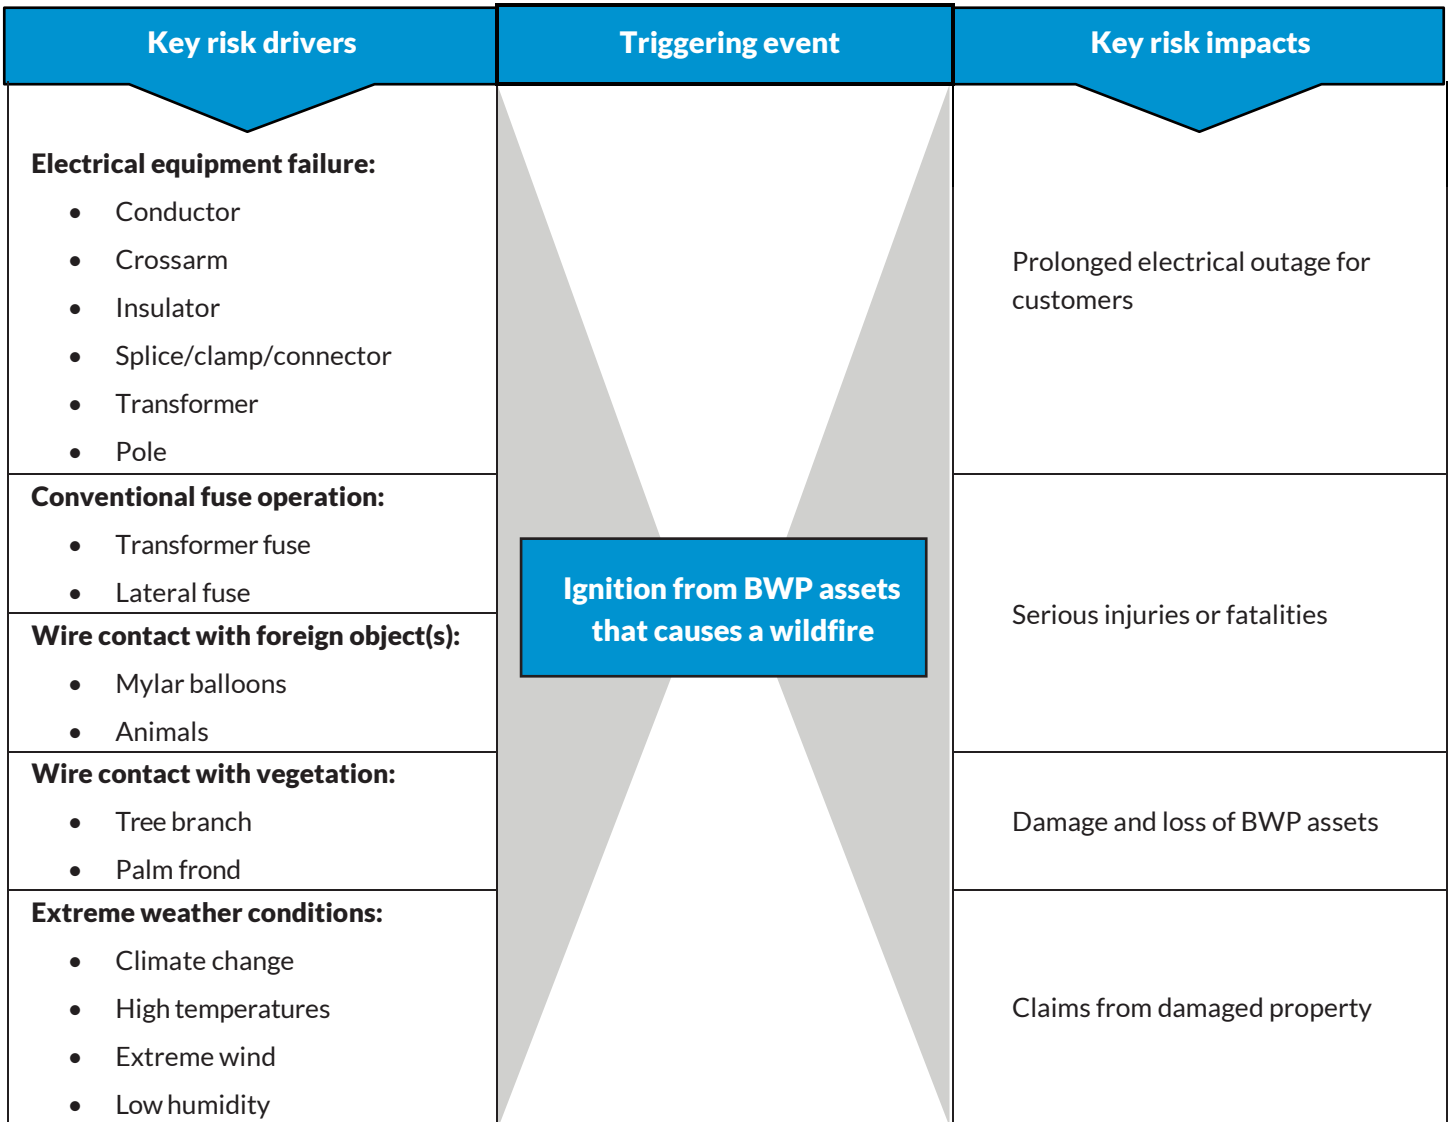 Key risk drivers
Triggering event
Key risk impacts
Electrical equipment failure:
• Conductor
• Crossarm
• Insulator
• Splice/clamp/connector
• Transformer
• Pole
Conventional fuse operation:
• Transformer fuse
• Lateral fuse
Wire contact with foreign object(s):
• Mylar balloons
• Animals
Wire contact with vegetation:
• Tree branch
• Palm frond
Extreme weather conditions:
• Climate change
• High temperatures
• Extreme wind
• Low humidity
Ignition from BWP assets
that causes a wildfire
Prolonged electrical outage for
customers
Serious injuries or fatalities
Damage and loss of BWP assets
Claims from damaged property